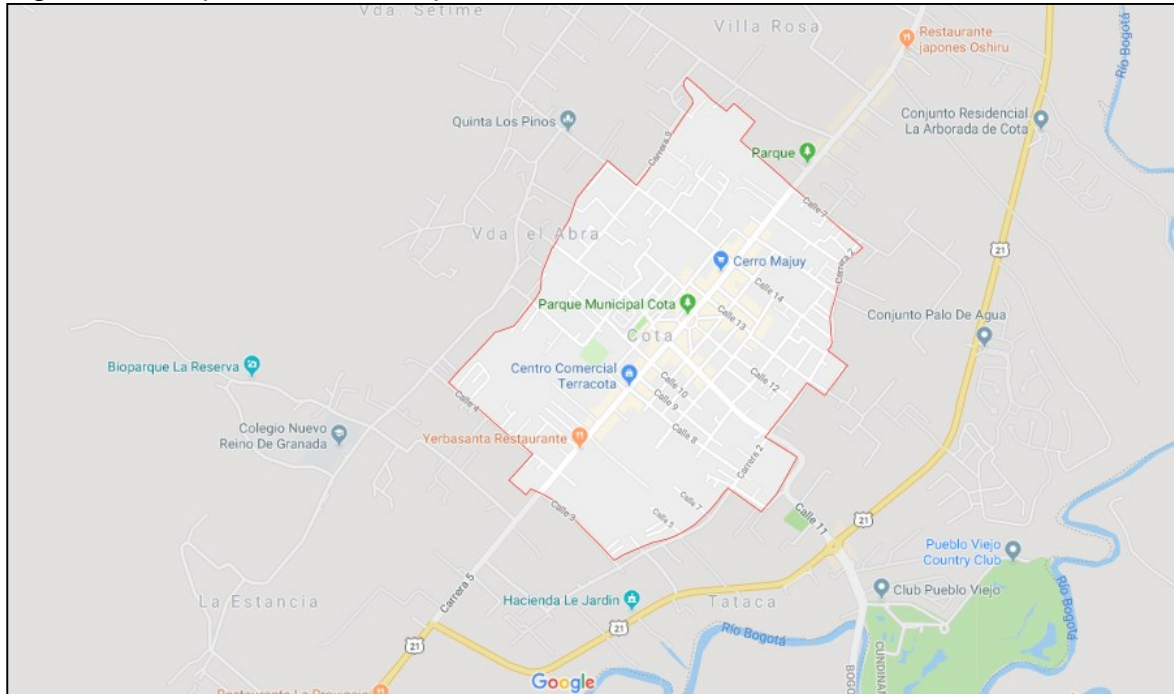 Vda. Setime
Villa Rosa
Restaurante
japones Oshiru
Río Bogotá
Quinta Los Pinos
Conjunto Residencial
La Arborada de Cota
Carrera 9
Parque
Calle 7
Vda el Abra
21
Carrera 2
Cerro Majuy
Calle 14
Parque Municipal Cota
Calle 13
Conjunto Palo De Agua
Cota
Bioparque La Reserva
Centro Comercial
Terracota
Calle 10
Calle 12
Calle 4
Calle 9
Colegio Nuevo
Reino De Granada
Yerbasanta Restaurante
Calle 8
Carrera 2
Calle 7
Calle 3
Calle 5
Calle 11
21
Pueblo Viejo
Country Club
Carrera 5
La Estancia
Hacienda Le Jardin
Tataca
Club Pueblo Viejo
Río Bogotá
21
Río Bogotá
21
Google